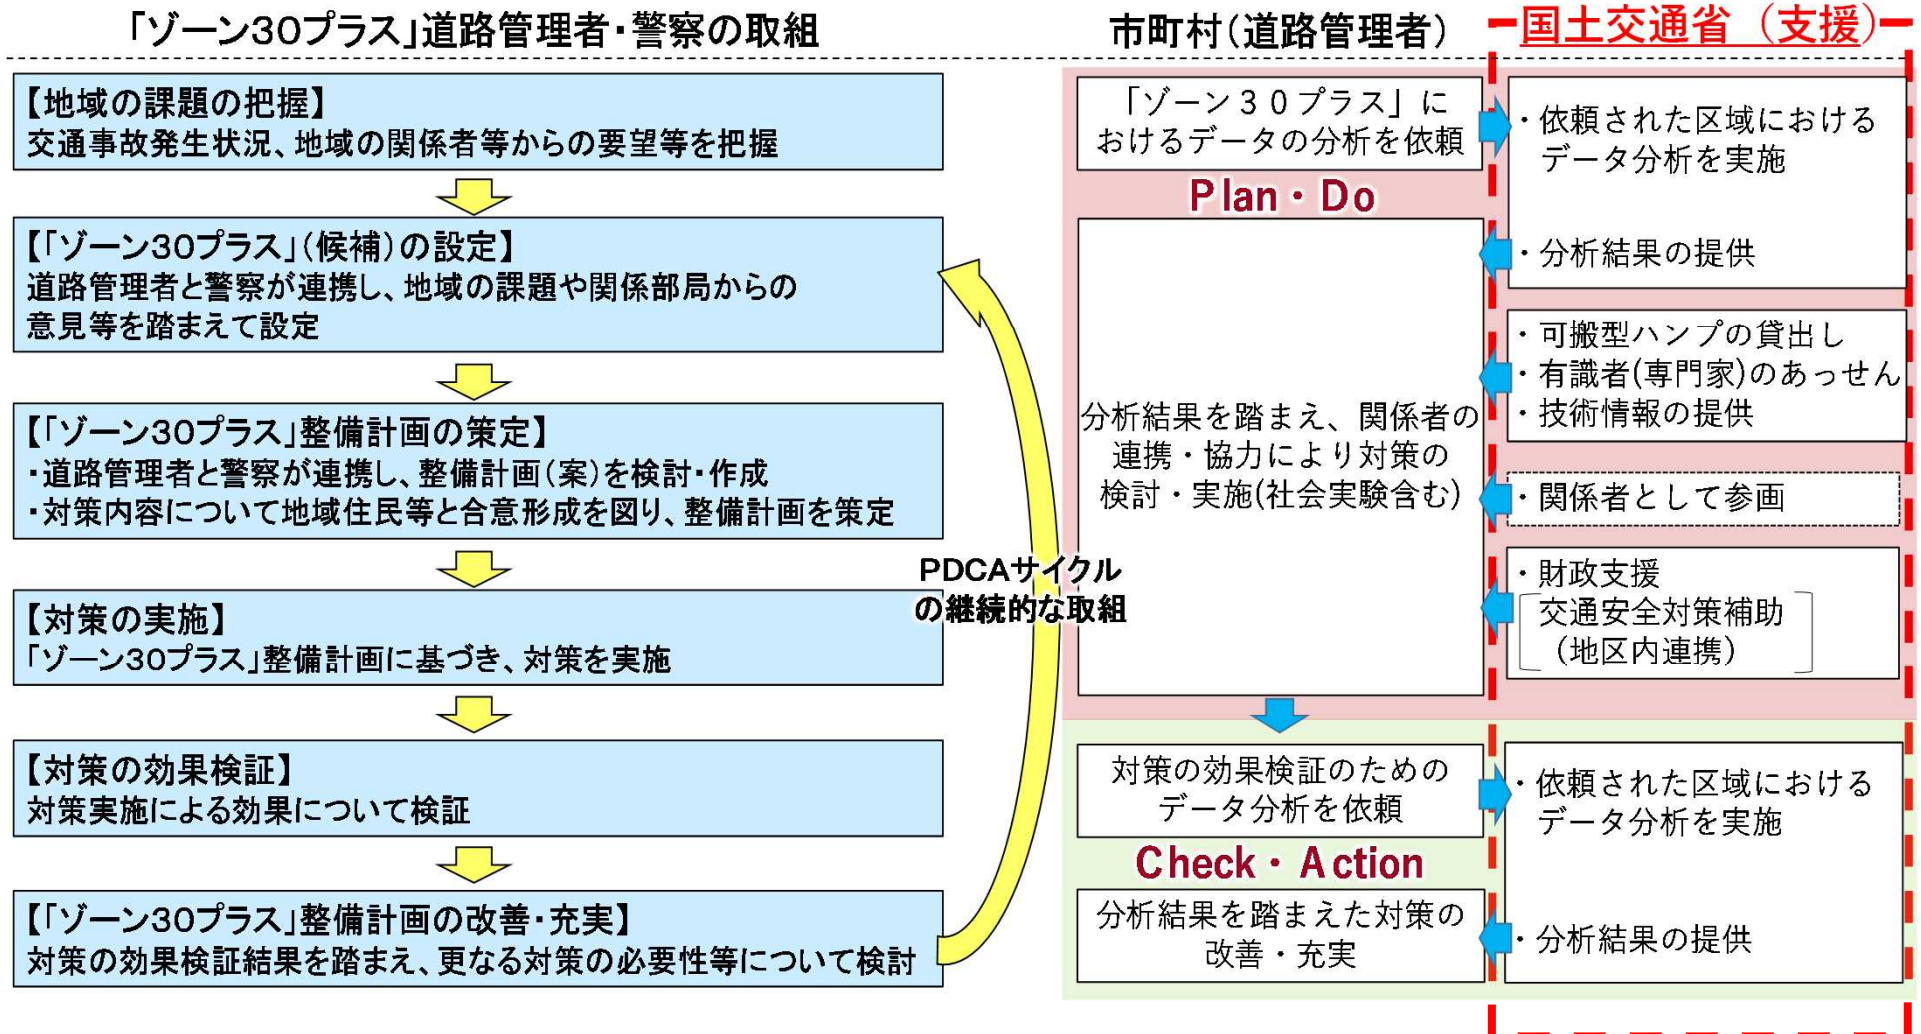 「ゾーン30プラス」道路管理者・警察の取組
【地域の課題の把握】
交通事故発生状況、地域の関係者等からの要望等を把握
【「ゾーン30プラス」(候補)の設定】
道路管理者と警察が連携し、地域の課題や関係部局からの
意見等を踏まえて設定
【「ゾーン30プラス」整備計画の策定】
・道路管理者と警察が連携し、整備計画(案)を検討・作成
・対策内容について地域住民等と合意形成を図り、整備計画を策定
【対策の実施】
「ゾーン30プラス」整備計画に基づき、対策を実施
【対策の効果検証】
対策実施による効果について検証
【「ゾーン30プラス」整備計画の改善・充実】
対策の効果検証結果を踏まえ、更なる対策の必要性等について検討
PDCAサイクル
の継続的な取組
市町村(道路管理者)
「ゾーン30プラス」に
おけるデータの分析を依頼
Plan・Do
分析結果を踏まえ、関係者の
連携・協力により対策の
検討・実施(社会実験含む)
対策の効果検証のための
データ分析を依頼
Check・Action
分析結果を踏まえた対策の
改善・充実
国土交通省(支援)
・依頼された区域における
データ分析を実施
・分析結果の提供
・可搬型ハンプの貸出し
・有識者(専門家)のあっせん
・技術情報の提供
・関係者として参画
・財政支援
交通安全対策補助
(地区内連携)
・依頼された区域における
データ分析を実施
・分析結果の提供